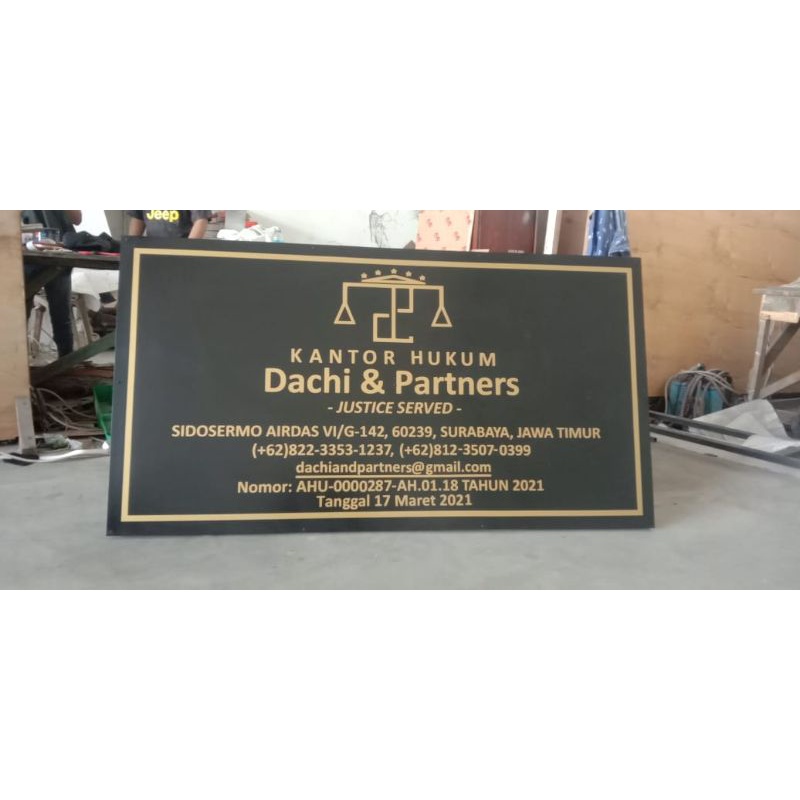 Jeep
KANTOR HUKUM
Dachi & Partners
- JUSTICE SERVED -
SIDOSERMO AIRDAS VI/G-142, 60239, SURABAYA, JAWA TIMUR
(+62)822-3353-1237, (+62)812-3507-0399
dachiandpartners@gmail.com
Nomor: AHU-0000287-AH.01.18 TAHUN 2021
Tanggal 17 Maret 2021